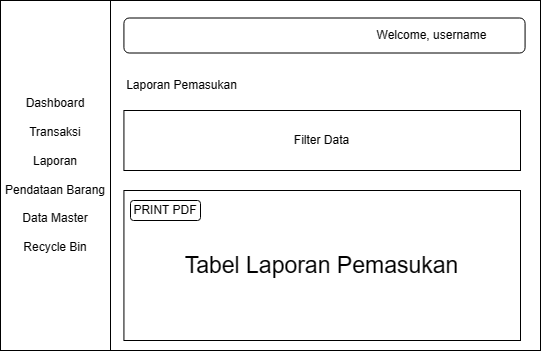 Welcome, username
Laporan Pemasukan
Dashboard
Transaksi
Laporan
Pendataan Barang
Data Master
Recycle Bin
Filter Data
PRINT PDF
Tabel Laporan Pemasukan